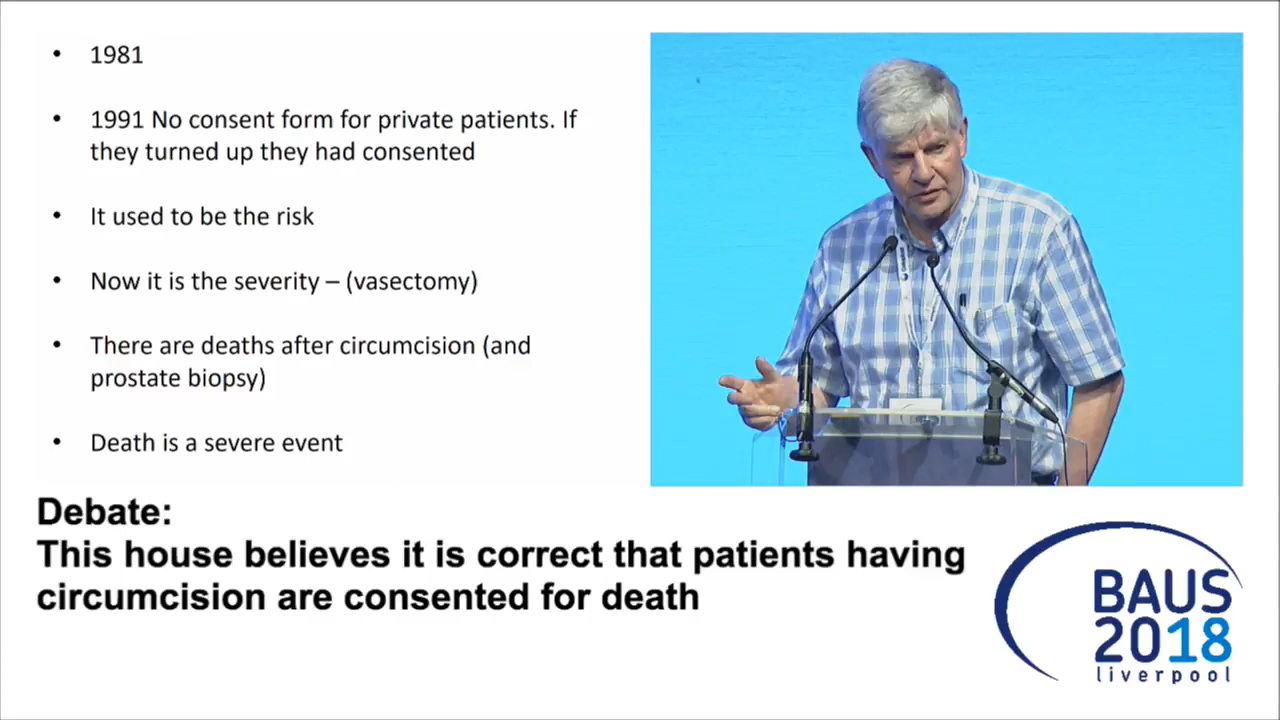 • 1981
• 1991 No consent form for private patients. If
they turned up they had consented
• It used to be the risk
• Now it is the severity – (vasectomy)
• There are deaths after circumcision (and
prostate biopsy)
• Death is a severe event
Debate:
This house believes it is correct that patients having
circumcision are consented for death
BAUS
2018
liverpool